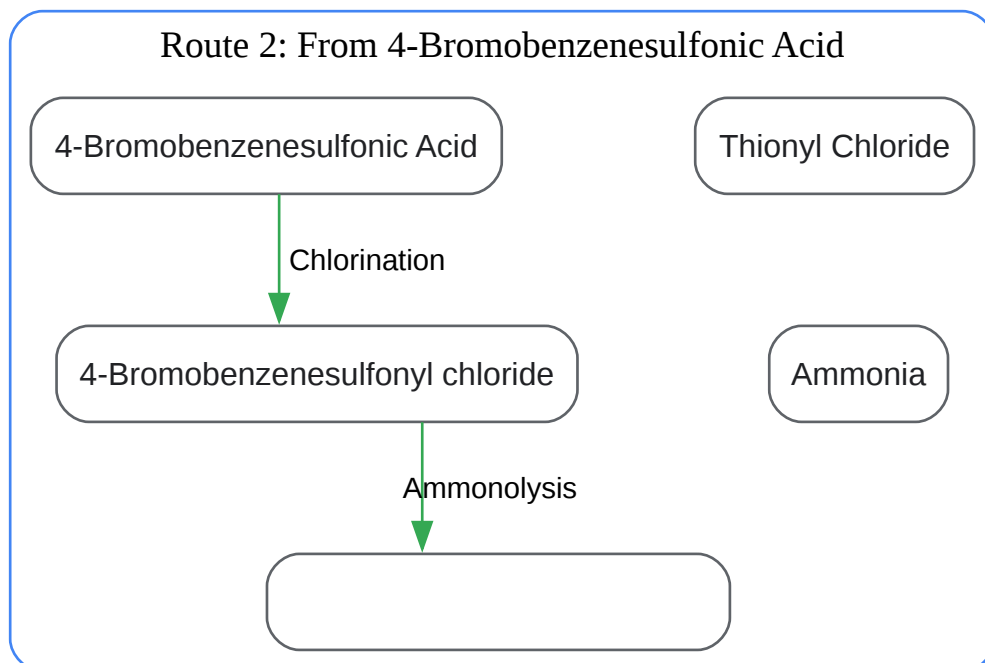 Route 2: From 4-Bromobenzenesulfonic Acid
4-Bromobenzenesulfonic Acid
Thionyl Chloride
Chlorination
4-Bromobenzenesulfonyl chloride
Ammonia
Ammonolysis